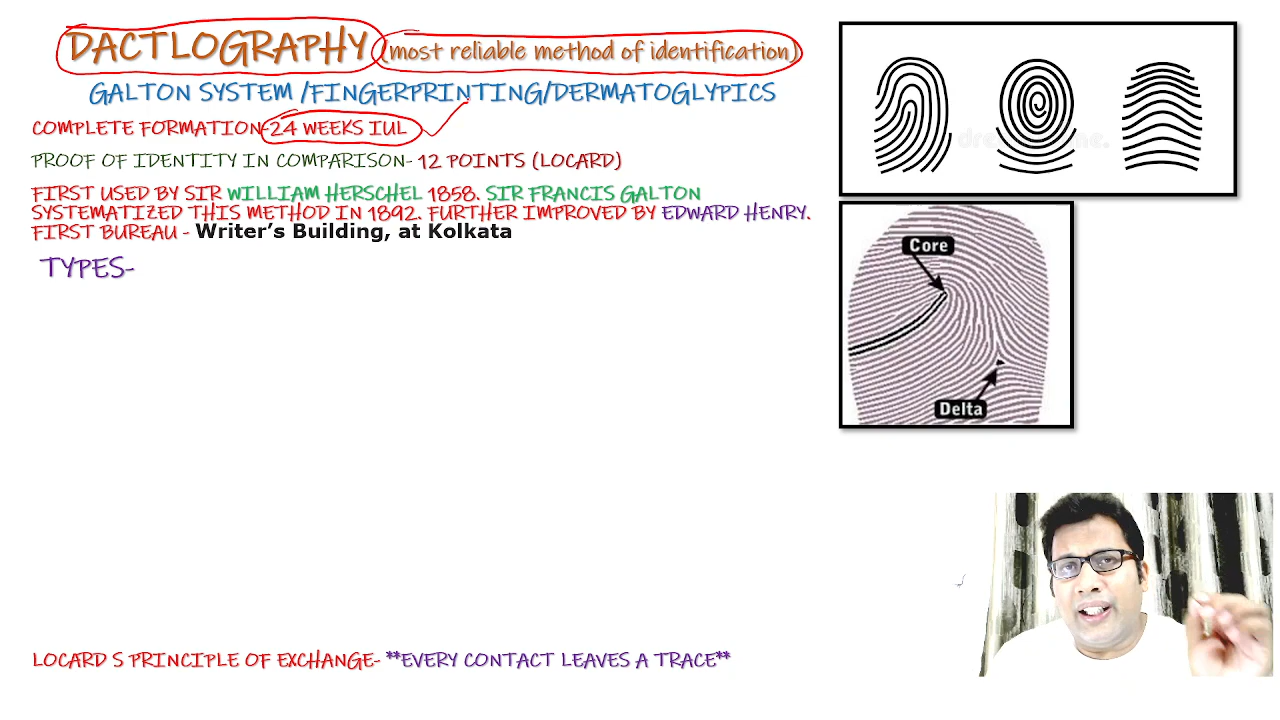 DACTLOGRAPHY (most reliable method of identification)
GALTON SYSTEM /FINGERPRINTING/DERMATOGLYPICS
COMPLETE FORMATION-24 WEEKS IUL
PROOF OF IDENTITY IN COMPARISON- 12 POINTS (LOCARD)
FIRST USED BY SIR WILLIAM HERSCHEL 1858. SIR FRANCIS GALTON
SYSTEMATIZED THIS METHOD IN 1892. FURTHER IMPROVED BY EDWARD HENRY.
FIRST BUREAU - Writer's Building, at Kolkata
TYPES-
Core
Delta
LOCARD S PRINCIPLE OF EXCHANGE- **EVERY CONTACT LEAVES A TRACE**